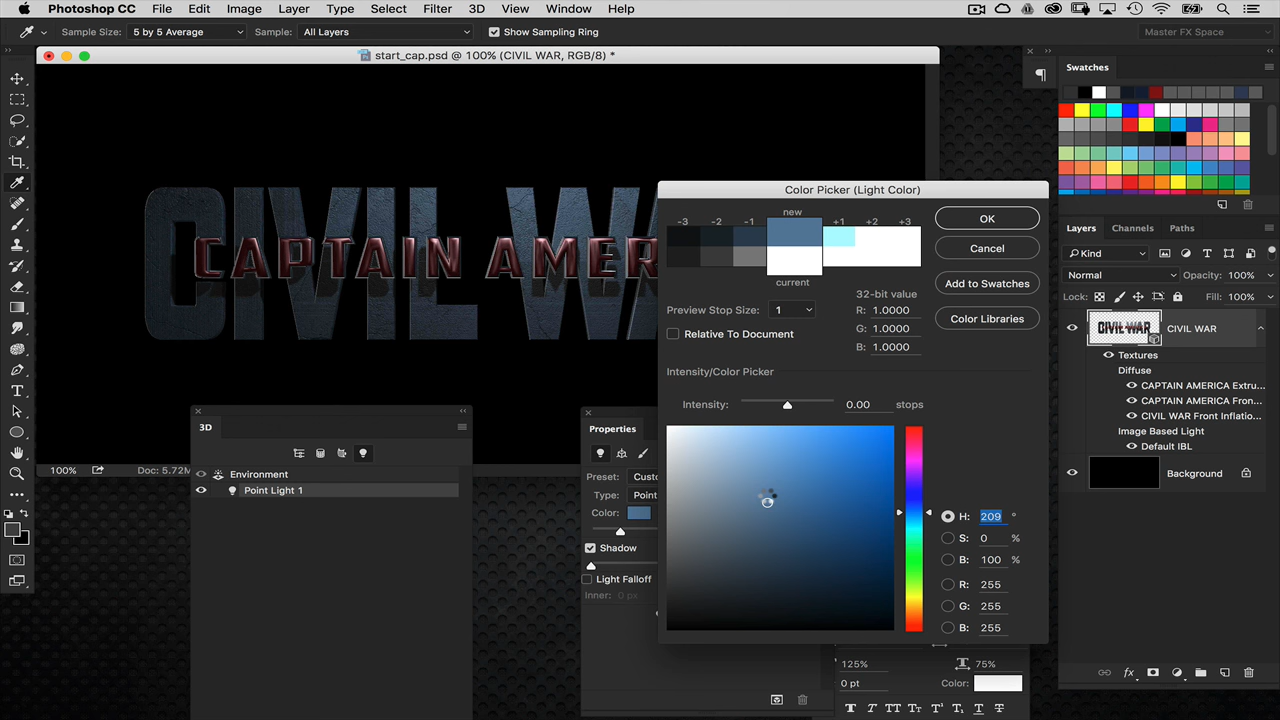 Photoshop CC File Edit Image Layer Type Select Filter 3D View Window Help
Sample Size: 5 by 5 Average Sample: All Layers Show Sampling Ring Master FX Space
start_cap.psd @ 100% (CIVIL WAR, RGB/8) *
Swatches
CIVIL WA
CAPTAIN AMER
Color Picker (Light Color)
new
-3 -2 -1 +1 +2 +3
current
OK
Cancel
Add to Swatches
Color Libraries
32-bit value
Preview Stop Size: 1
R: 1.0000
G: 1.0000
B: 1.0000
Relative To Document
Intensity/Color Picker
Intensity: 0.00 stops
H: 209 °
S: 0 %
B: 100 %
R: 255
G: 255
B: 255
Layers Channels Paths
Kind
Normal Opacity: 100%
Lock: Fill: 100%
CIVIL WAR
Textures
Diffuse
CAPTAIN AMERICA Extru...
CAPTAIN AMERICA Fron...
CIVIL WAR Front Inflatio...
Image Based Light
Default IBL
Background
100% Doc: 5.72M
3D
Environment
Point Light 1
Properties
Preset: Custo
Type: Point
Color:
Shadow
Light Falloff
Inner: 0 px
125% 75%
0 pt Color:
T T TT Tt T¹ T₁ T T
fx